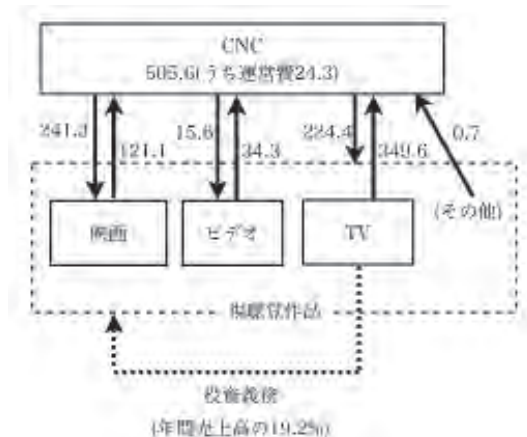 CNC
505.6(うち運営費24.3)
241.3
121.1
15.6
34.3
224.4
349.6
0.7
(その他)
映画
ビデオ
TV
視聴覚作品
投資義務
(年間売上高の19.2%)